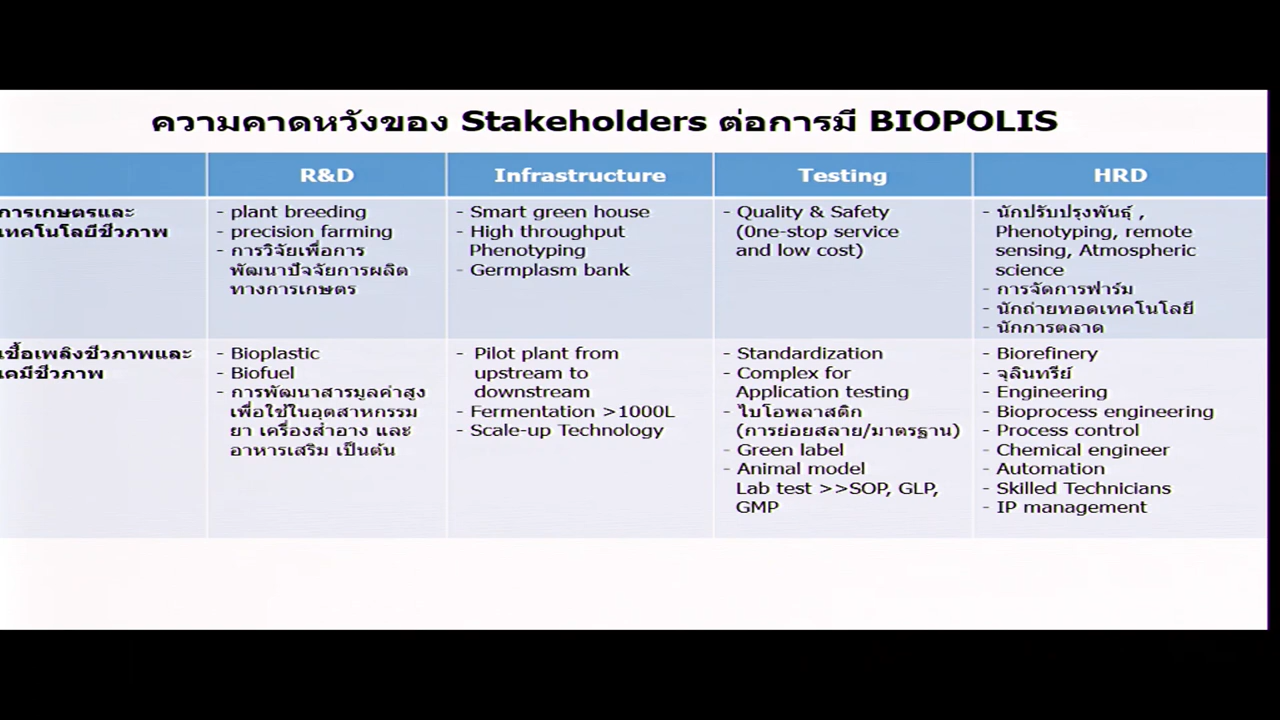 ความคาดหวังของ Stakeholders ต่อการมี BIOPOLIS
R&D
Infrastructure
Testing
HRD
การเกษตรและ
เทคโนโลยีชีวภาพ
- plant breeding
- precision farming
- การวิจัยเพื่อการ
พัฒนาปัจจัยการผลิต
ทางการเกษตร
- Smart green house
- High throughput
Phenotyping
- Germplasm bank
- Quality & Safety
(0ne-stop service
and low cost)
- นักปรับปรุงพันธุ์ ,
Phenotyping, remote
sensing, Atmospheric
science
- การจัดการฟาร์ม
- นักถ่ายทอดเทคโนโลยี
- นักการตลาด
เชื้อเพลิงชีวภาพและ
เคมีชีวภาพ
- Bioplastic
- Biofuel
- การพัฒนาสารมูลค่าสูง
เพื่อใช้ในอุตสาหกรรม
ยา เครื่องสำอาง และ
อาหารเสริม เป็นต้น
- Pilot plant from
upstream to
downstream
- Fermentation >1000L
- Scale-up Technology
- Standardization
- Complex for
Application testing
- ไบโอพลาสติก
(การย่อยสลาย/มาตรฐาน)
- Green label
- Animal model
Lab test >>SOP, GLP,
GMP
- Biorefinery
- จุลินทรีย์
- Engineering
- Bioprocess engineering
- Process control
- Chemical engineer
- Automation
- Skilled Technicians
- IP management